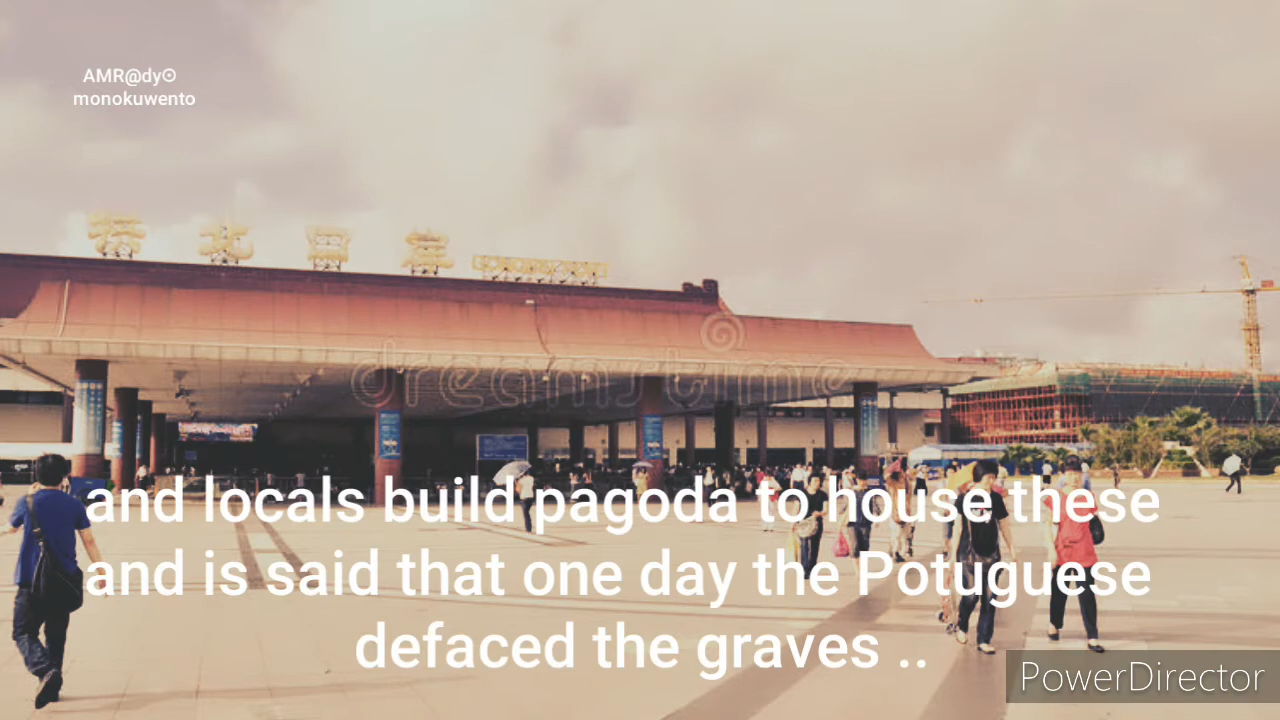 AMR@dy⊙
monokuwento
dreamstime
and locals build pagoda to house these
and is said that one day the Potuguese
defaced the graves ..
PowerDirector